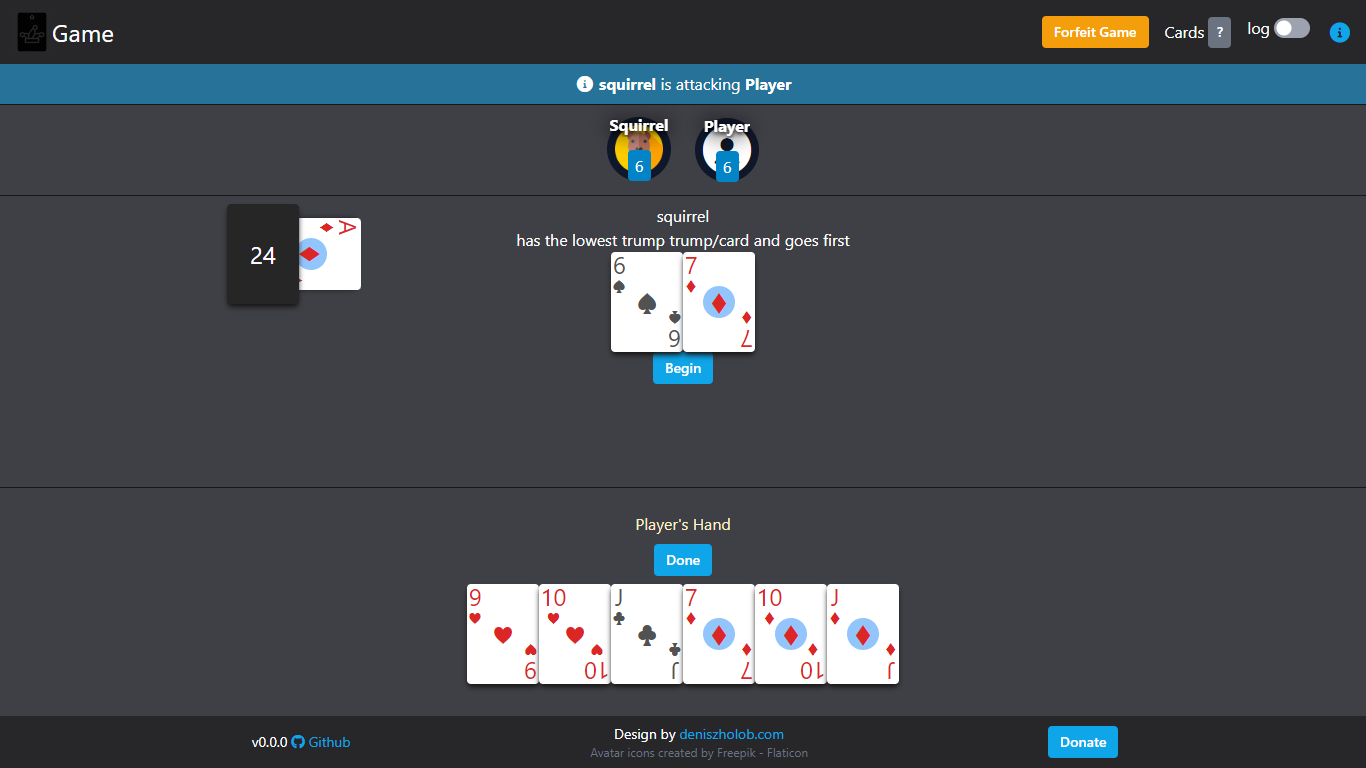 Game
Forfeit Game
Cards ?
log
squirrel is attacking Player
Squirrel
6
Player
6
24
A
squirrel
has the lowest trump trump/card and goes first
6
6
7
7
Begin
Player's Hand
Done
9
9
10
10
J
J
7
7
10
10
J
J
v0.0.0 Github
Design by deniszholob.com
Avatar icons created by Freepik - Flaticon
Donate